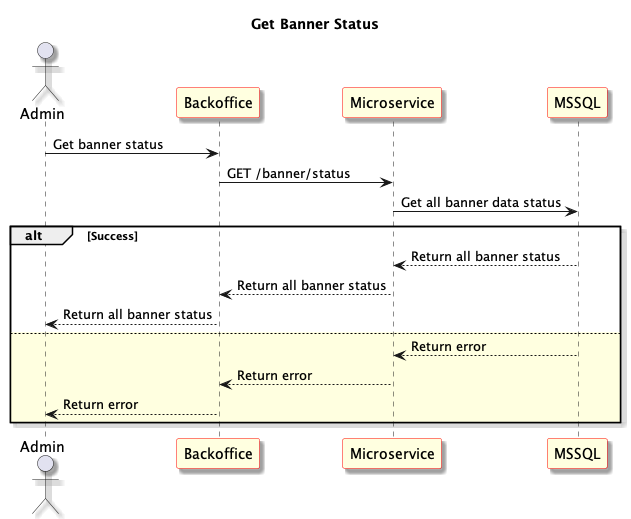 Get Banner Status
Admin
Backoffice
Microservice
MSSQL
Get banner status
GET /banner/status
Get all banner data status
alt
[Success]
Return all banner status
Return all banner status
Return all banner status
Return error
Return error
Return error
Admin
Backoffice
Microservice
MSSQL